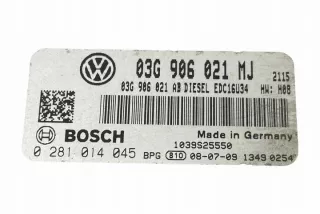 03G 906 021 MJ 2115
03G 906 021 AB DIESEL EDC16U34 HW: H08
BOSCH
Made in Germany
1039S25550
0 281 014 045 BPG 810 08-07-09 1349 0254